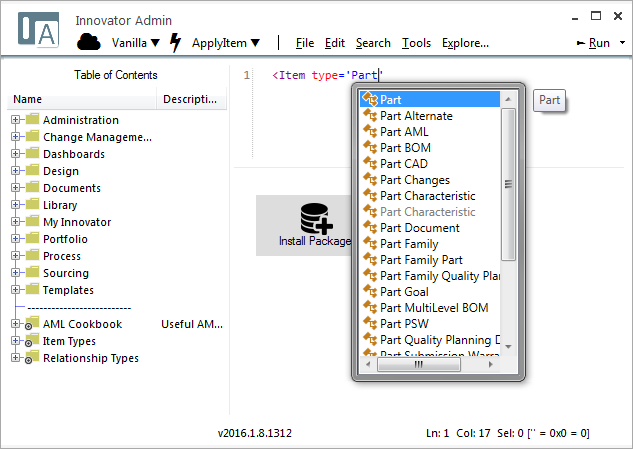 IA Innovator Admin
Vanilla ▼ ApplyItem ▼ File Edit Search Tools Explore... Run ▼
Table of Contents
Name Descripti...
Administration
Change Manageme...
Dashboards
Design
Documents
Library
My Innovator
Portfolio
Process
Sourcing
Templates
--------------------------
AML Cookbook Useful AM...
Item Types
Relationship Types
1 <Item type='Part'
Part
Part Alternate
Part AML
Part BOM
Part CAD
Part Changes
Part Characteristic
Part Characteristic
Part Document
Part Family
Part Family Part
Part Family Quality Plan
Part Goal
Part MultiLevel BOM
Part PSW
Part Quality Planning D
Part Submission Warra
Part
Install Package
v2016.1.8.1312 Ln: 1 Col: 17 Sel: 0 ['' = 0x0 = 0]